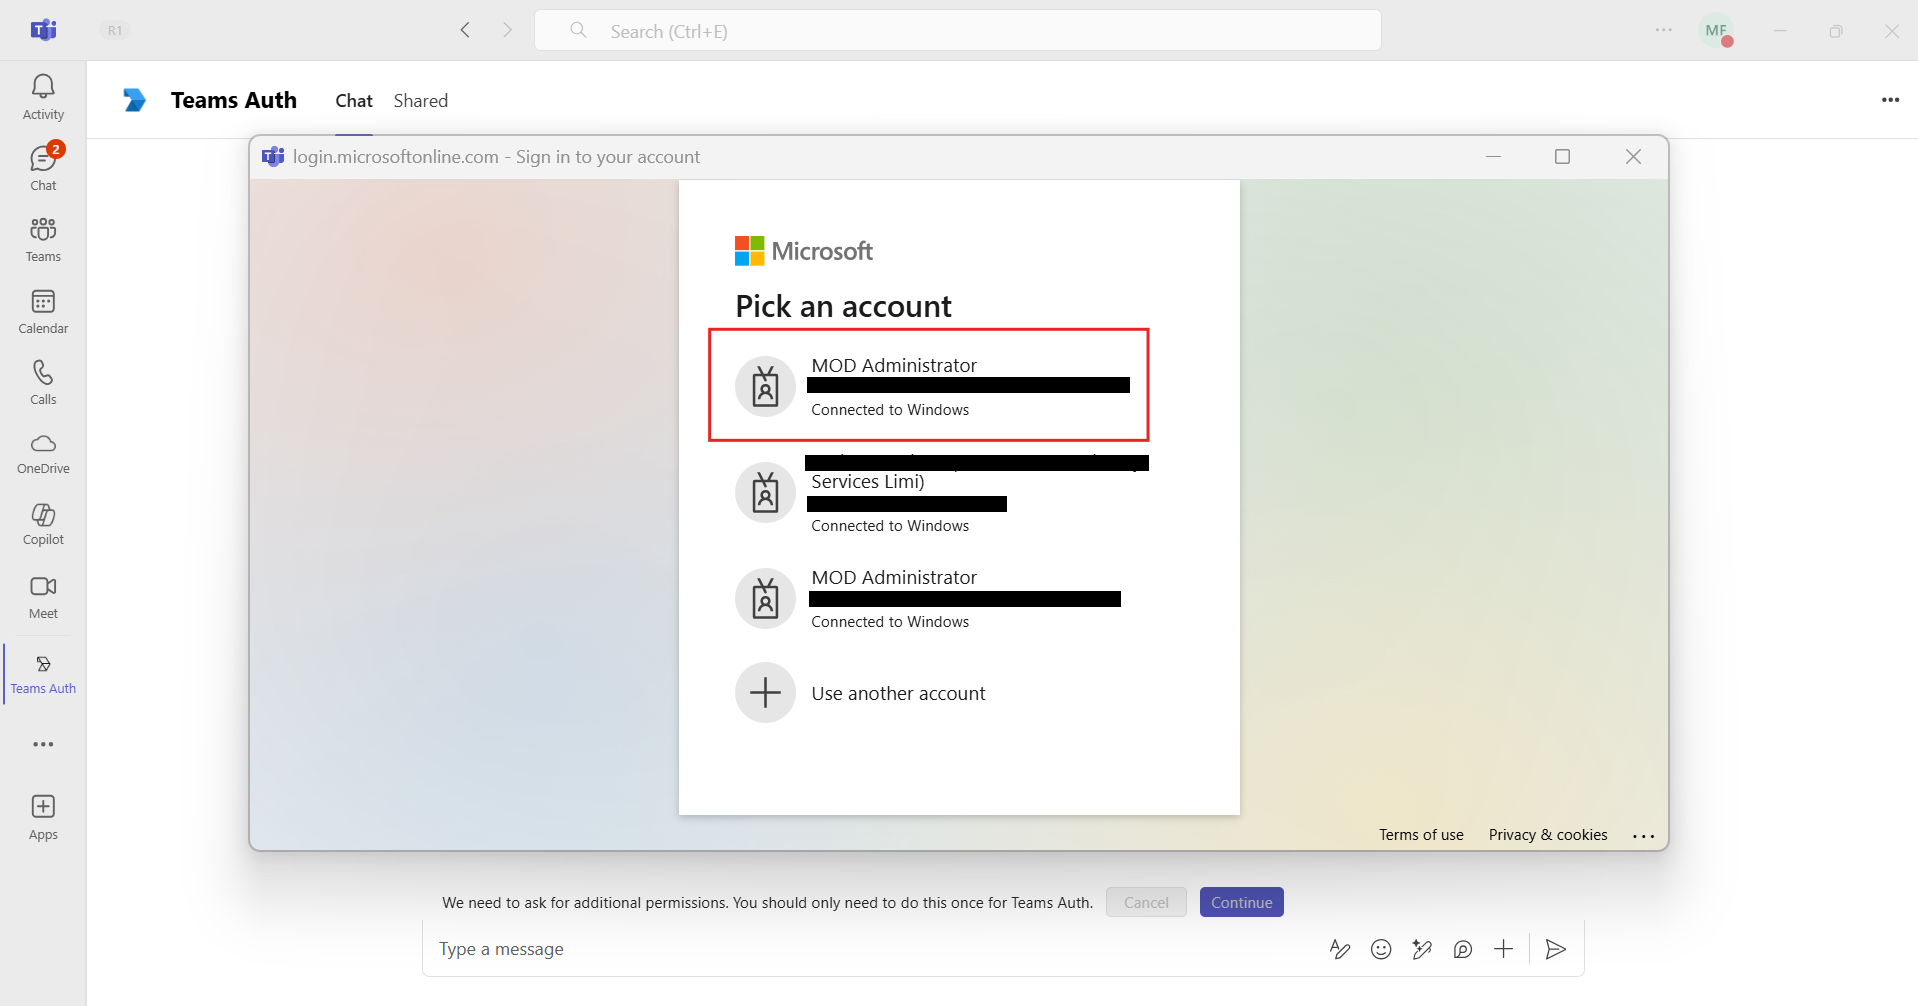 R1
Search (Ctrl+E)
MF
Activity
2
Chat
Teams
Calendar
Calls
OneDrive
Copilot
Meet
Teams Auth
Apps
Teams Auth
Chat
Shared
login.microsoftonline.com - Sign in to your account
Microsoft
Pick an account
MOD Administrator
Connected to Windows
Services Limi)
Connected to Windows
MOD Administrator
Connected to Windows
Use another account
Terms of use
Privacy & cookies
We need to ask for additional permissions. You should only need to do this once for Teams Auth.
Cancel
Continue
Type a message